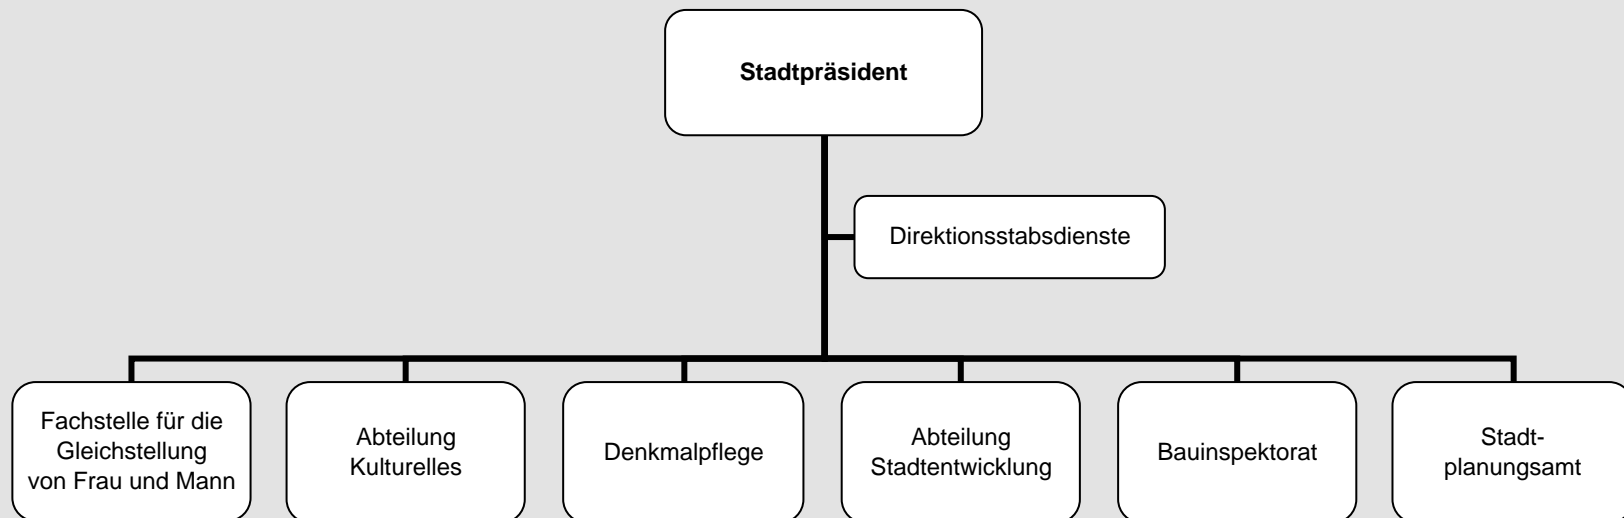 Stadtpräsident
Direktionsstabsdienste
Fachstelle für die
Gleichstellung
von Frau und Mann
Abteilung
Kulturelles
Denkmalpflege
Abteilung
Stadtentwicklung
Bauinspektorat
Stadt-
planungsamt